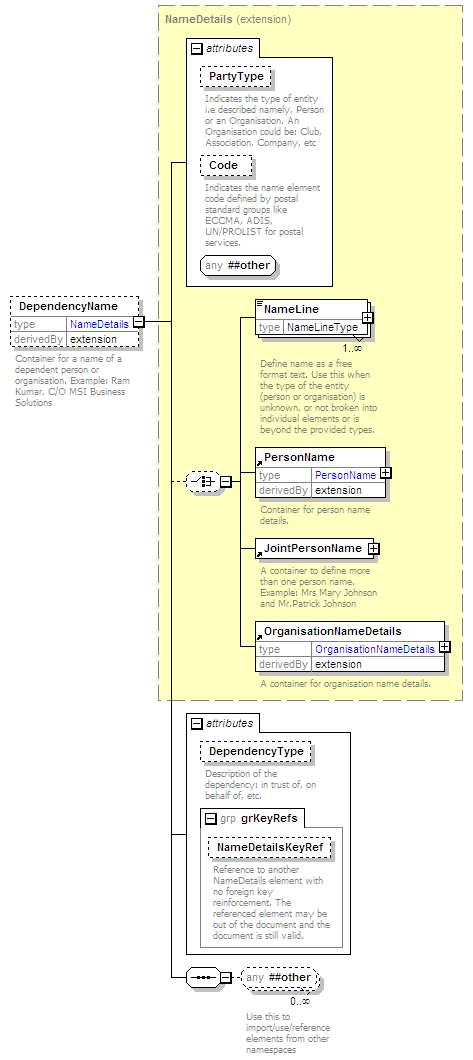 NameDetails (extension)
attributes
PartyType
Indicates the type of entity
i.e described namely, Person
or an Organisation. An
Organisation could be: Club,
Association, Company, etc
Code
Indicates the name element
code defined by postal
standard groups like
ECCMA, ADIS,
UN/PROLIST for postal
services.
any ##other
DependencyName
type NameDetails
derivedBy extension
Container for a name of a
dependent person or
organisation. Example: Ram
Kumar, C/O MSI Business
Solutions
NameLine
type NameLineType
1..∞
Define name as a free
format text. Use this when
the type of the entity
(person or organisation) is
unknown, or not broken into
individual elements or is
beyond the provided types.
PersonName
type PersonName
derivedBy extension
Container for person name
details.
JointPersonName
A container to define more
than one person name.
Example: Mrs Mary Johnson
and Mr.Patrick Johnson
OrganisationNameDetails
type OrganisationNameDetails
derivedBy extension
A container for organisation name details.
attributes
DependencyType
Description of the
dependency: in trust of, on
behalf of, etc.
grp grKeyRefs
NameDetailsKeyRef
Reference to another
NameDetails element with
no foreign key
reinforcement. The
referenced element may be
out of the document and the
document is still valid.
any ##other
0..∞
Use this to
import/use/reference
elements from other
namespaces